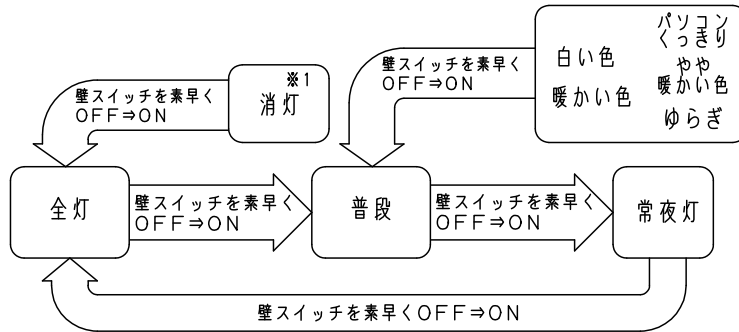 パソコン
くっきり
白い色
やや
暖かい色
暖かい色
ゆらぎ
壁スイッチを素早く
OFF⇒ON
※1
消灯
壁スイッチを素早く
OFF⇒ON
全灯
壁スイッチを素早く
OFF⇒ON
普段
壁スイッチを素早く
OFF⇒ON
常夜灯
壁スイッチを素早くOFF⇒ON